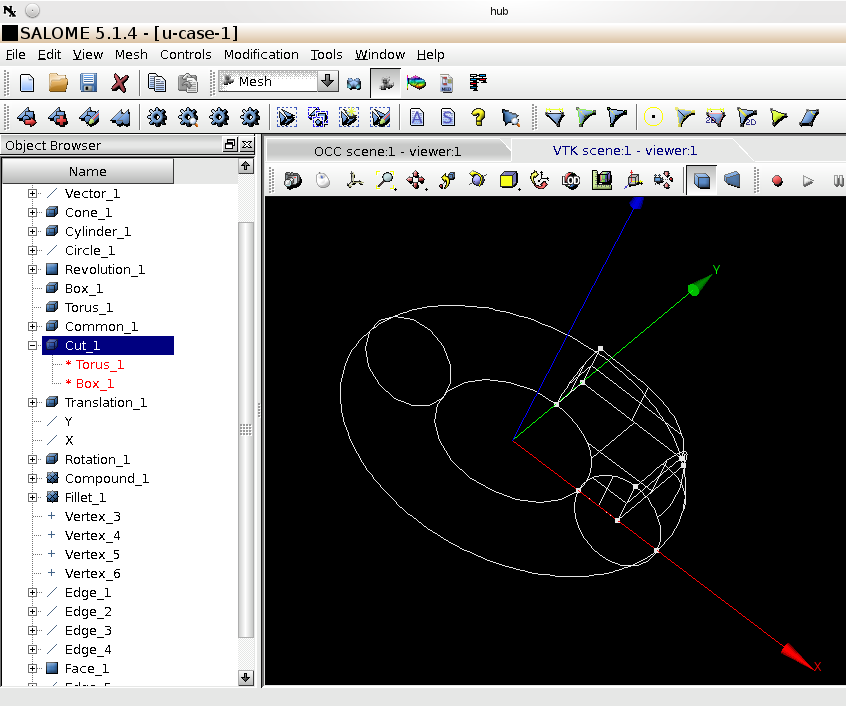 hub
SALOME 5.1.4 - [u-case-1]
File Edit View Mesh Controls Modification Tools Window Help
Mesh
Object Browser
OCC scene:1 - viewer:1
VTK scene:1 - viewer:1
Name
Vector_1
Cone_1
Cylinder_1
Circle_1
Revolution_1
Box_1
Torus_1
Common_1
Cut_1
* Torus_1
* Box_1
Translation_1
Y
X
Rotation_1
Compound_1
Fillet_1
Vertex_3
Vertex_4
Vertex_5
Vertex_6
Edge_1
Edge_2
Edge_3
Edge_4
Face_1
Y
X